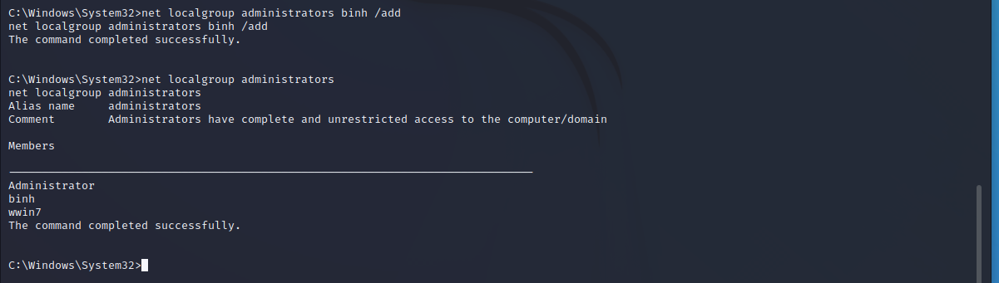 C:\Windows\System32>net localgroup administrators binh /add
net localgroup administrators binh /add
The command completed successfully.
C:\Windows\System32>net localgroup administrators
net localgroup administrators
Alias name     administrators
Comment        Administrators have complete and unrestricted access to the computer/domain
Members
-------------------------------------------------------------------------------
Administrator
binh
wwin7
The command completed successfully.
C:\Windows\System32>